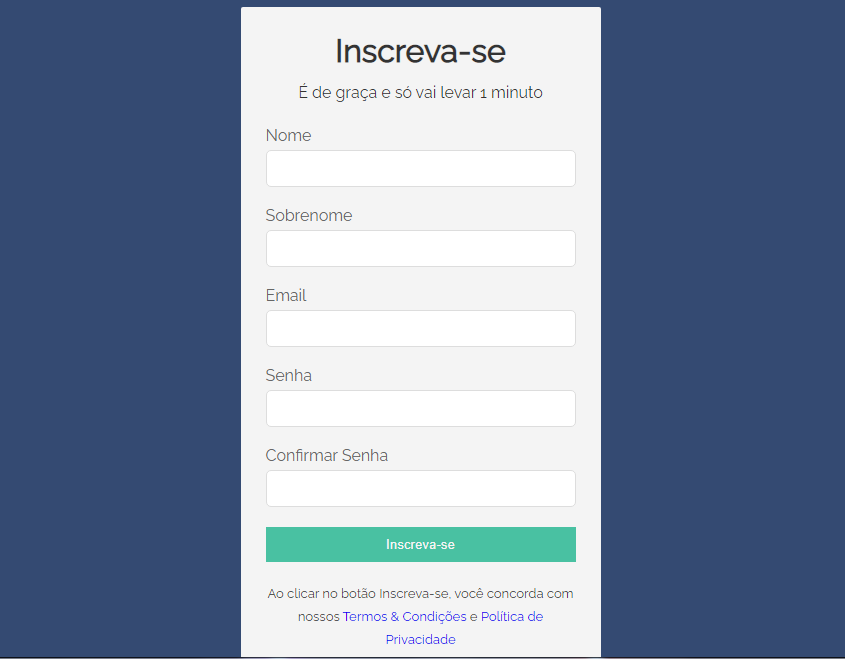 Inscreva-se
É de graça e só vai levar 1 minuto
Nome
Sobrenome
Email
Senha
Confirmar Senha
Inscreva-se
Ao clicar no botão Inscreva-se, você concorda com
nossos Termos & Condições e Política de
Privacidade